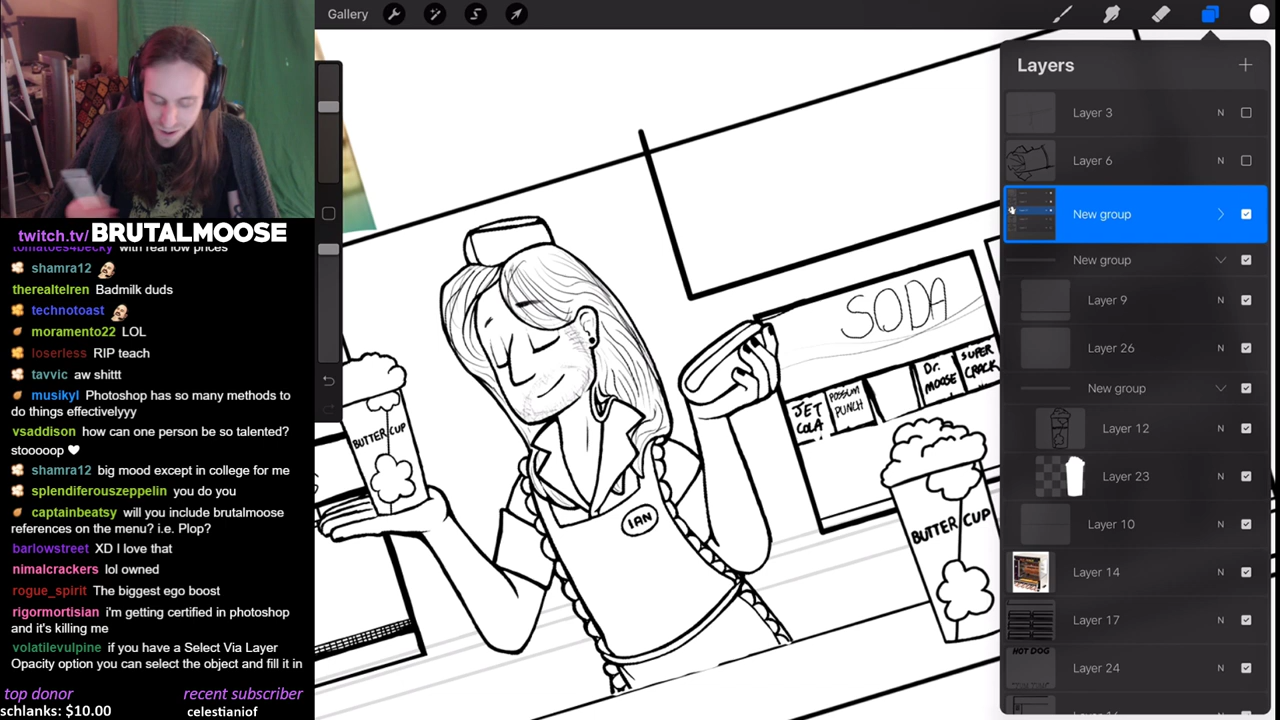 Gallery
Layers
Layer 3 N
Layer 6 N
New group
New group
Layer 9 N
Layer 26 N
New group
Layer 12 N
Layer 23 N
Layer 10 N
Layer 14 N
Layer 17 N
HOT DOG
Layer 24 N
twitch.tv/BRUTALMOOSE
tomatoes4becky with real low prices
shamra12
therealtelren Badmilk duds
technotoast
moramento22 LOL
loserless RIP teach
tavvic aw shittt
musikyl Photoshop has so many methods to
do things effectivelyyy
vsaddison how can one person be so talented?
stooooop
shamra12 big mood except in college for me
splendiferouszeppelin you do you
captainbeatsy will you include brutalmoose
references on the menu? i.e. Plop?
barlowstreet XD I love that
nimalcrackers lol owned
rogue_spirit The biggest ego boost
rigormortisian i'm getting certified in photoshop
and it's killing me
volatilevulpine if you have a Select Via Layer
Opacity option you can select the object and fill it in
top donor recent subscriber
schlanks: $10.00 celestianiof
SODA
JET
COLA
POSSUM
PUNCH
Dr.
MOOSE
SUPER
CRACK
BUTTER CUP
IAN
BUTTER CUP